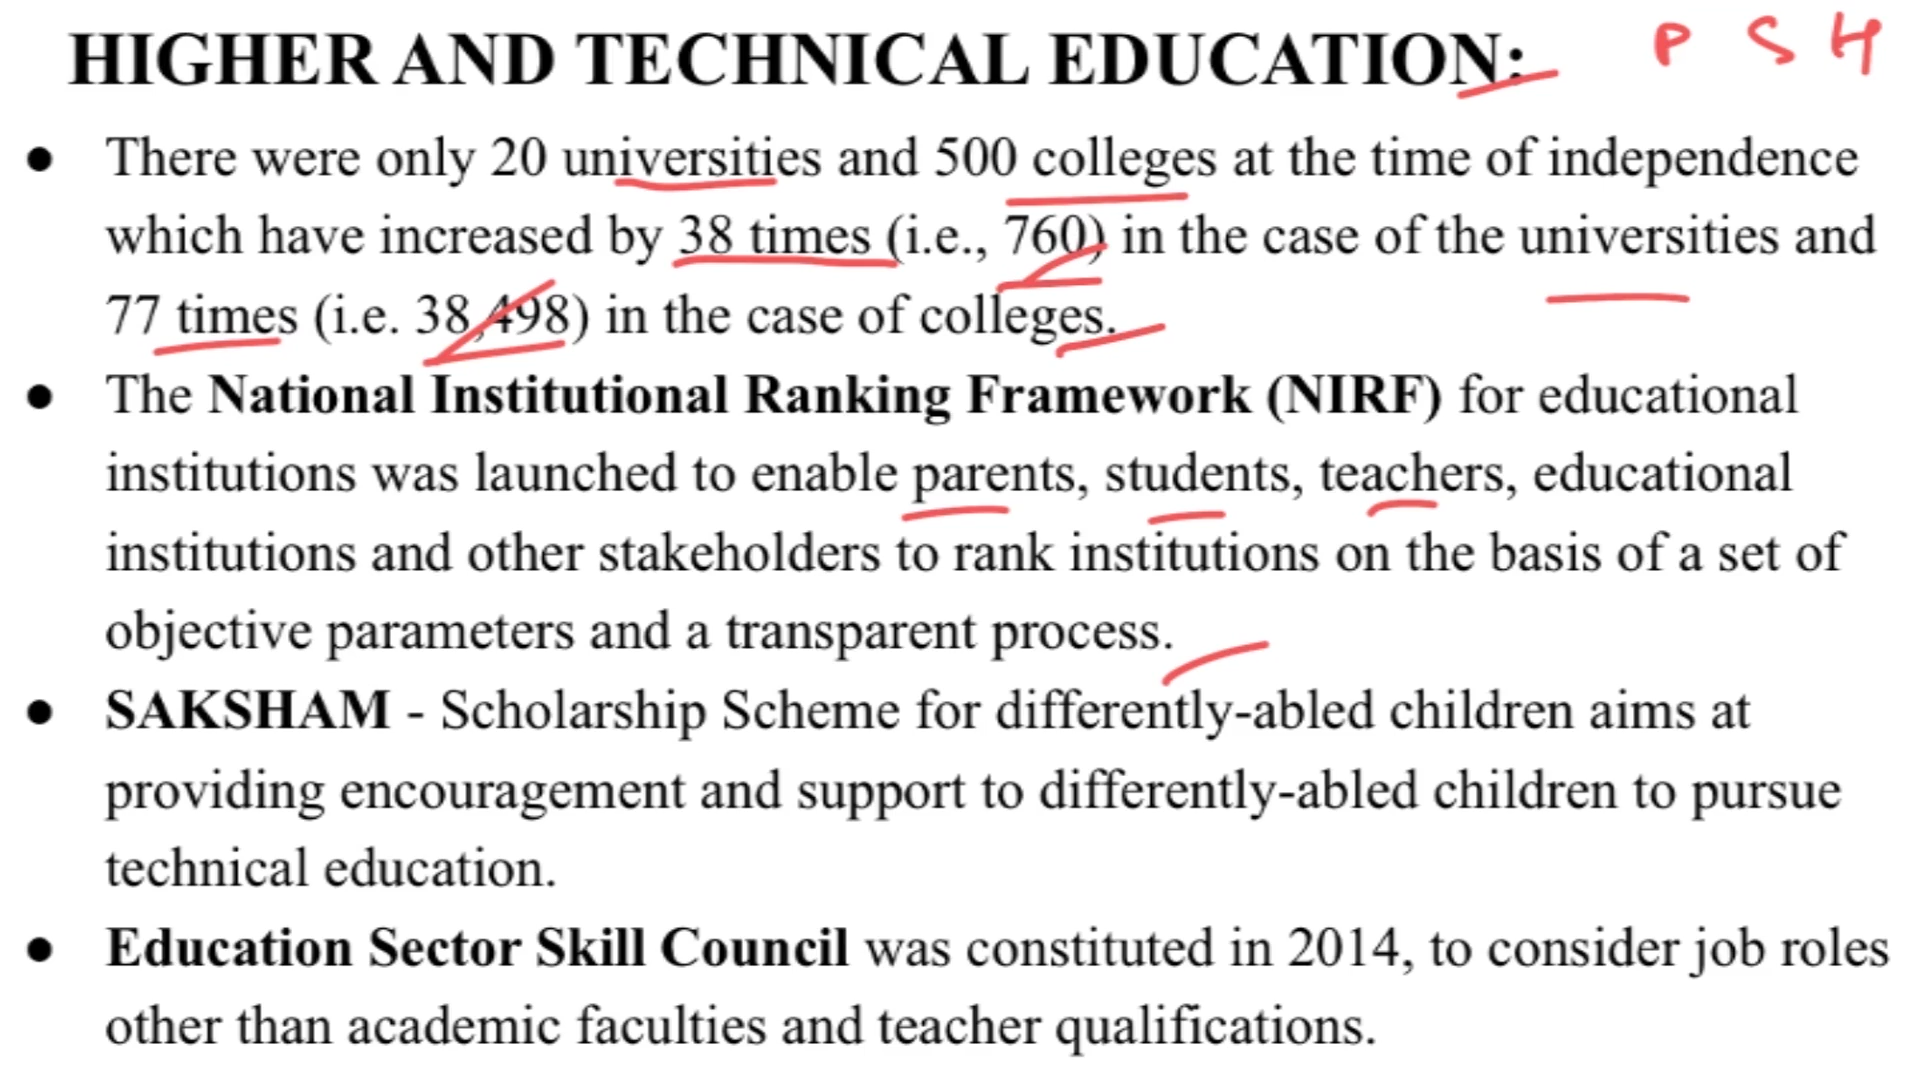 HIGHER AND TECHNICAL EDUCATION: P S H
● There were only 20 universities and 500 colleges at the time of independence
which have increased by 38 times (i.e., 760) in the case of the universities and
77 times (i.e. 38,498) in the case of colleges.
● The National Institutional Ranking Framework (NIRF) for educational
institutions was launched to enable parents, students, teachers, educational
institutions and other stakeholders to rank institutions on the basis of a set of
objective parameters and a transparent process.
● SAKSHAM - Scholarship Scheme for differently-abled children aims at
providing encouragement and support to differently-abled children to pursue
technical education.
● Education Sector Skill Council was constituted in 2014, to consider job roles
other than academic faculties and teacher qualifications.